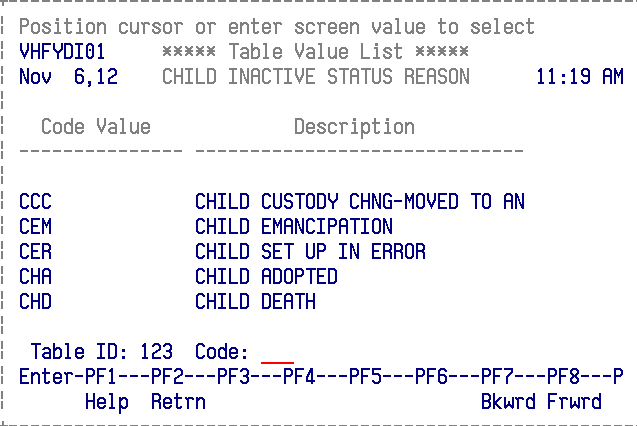 Position cursor or enter screen value to select
VHFYDI01 ***** Table Value List *****
Nov 6,12 CHILD INACTIVE STATUS REASON 11:19 AM
Code Value Description
--------------- ------------------------------
CCC CHILD CUSTODY CHNG-MOVED TO AN
CEM CHILD EMANCIPATION
CER CHILD SET UP IN ERROR
CHA CHILD ADOPTED
CHD CHILD DEATH
Table ID: 123 Code: ___
Enter-PF1---PF2---PF3---PF4---PF5---PF6---PF7---PF8---P
Help Retrn Bkwrd Frwrd